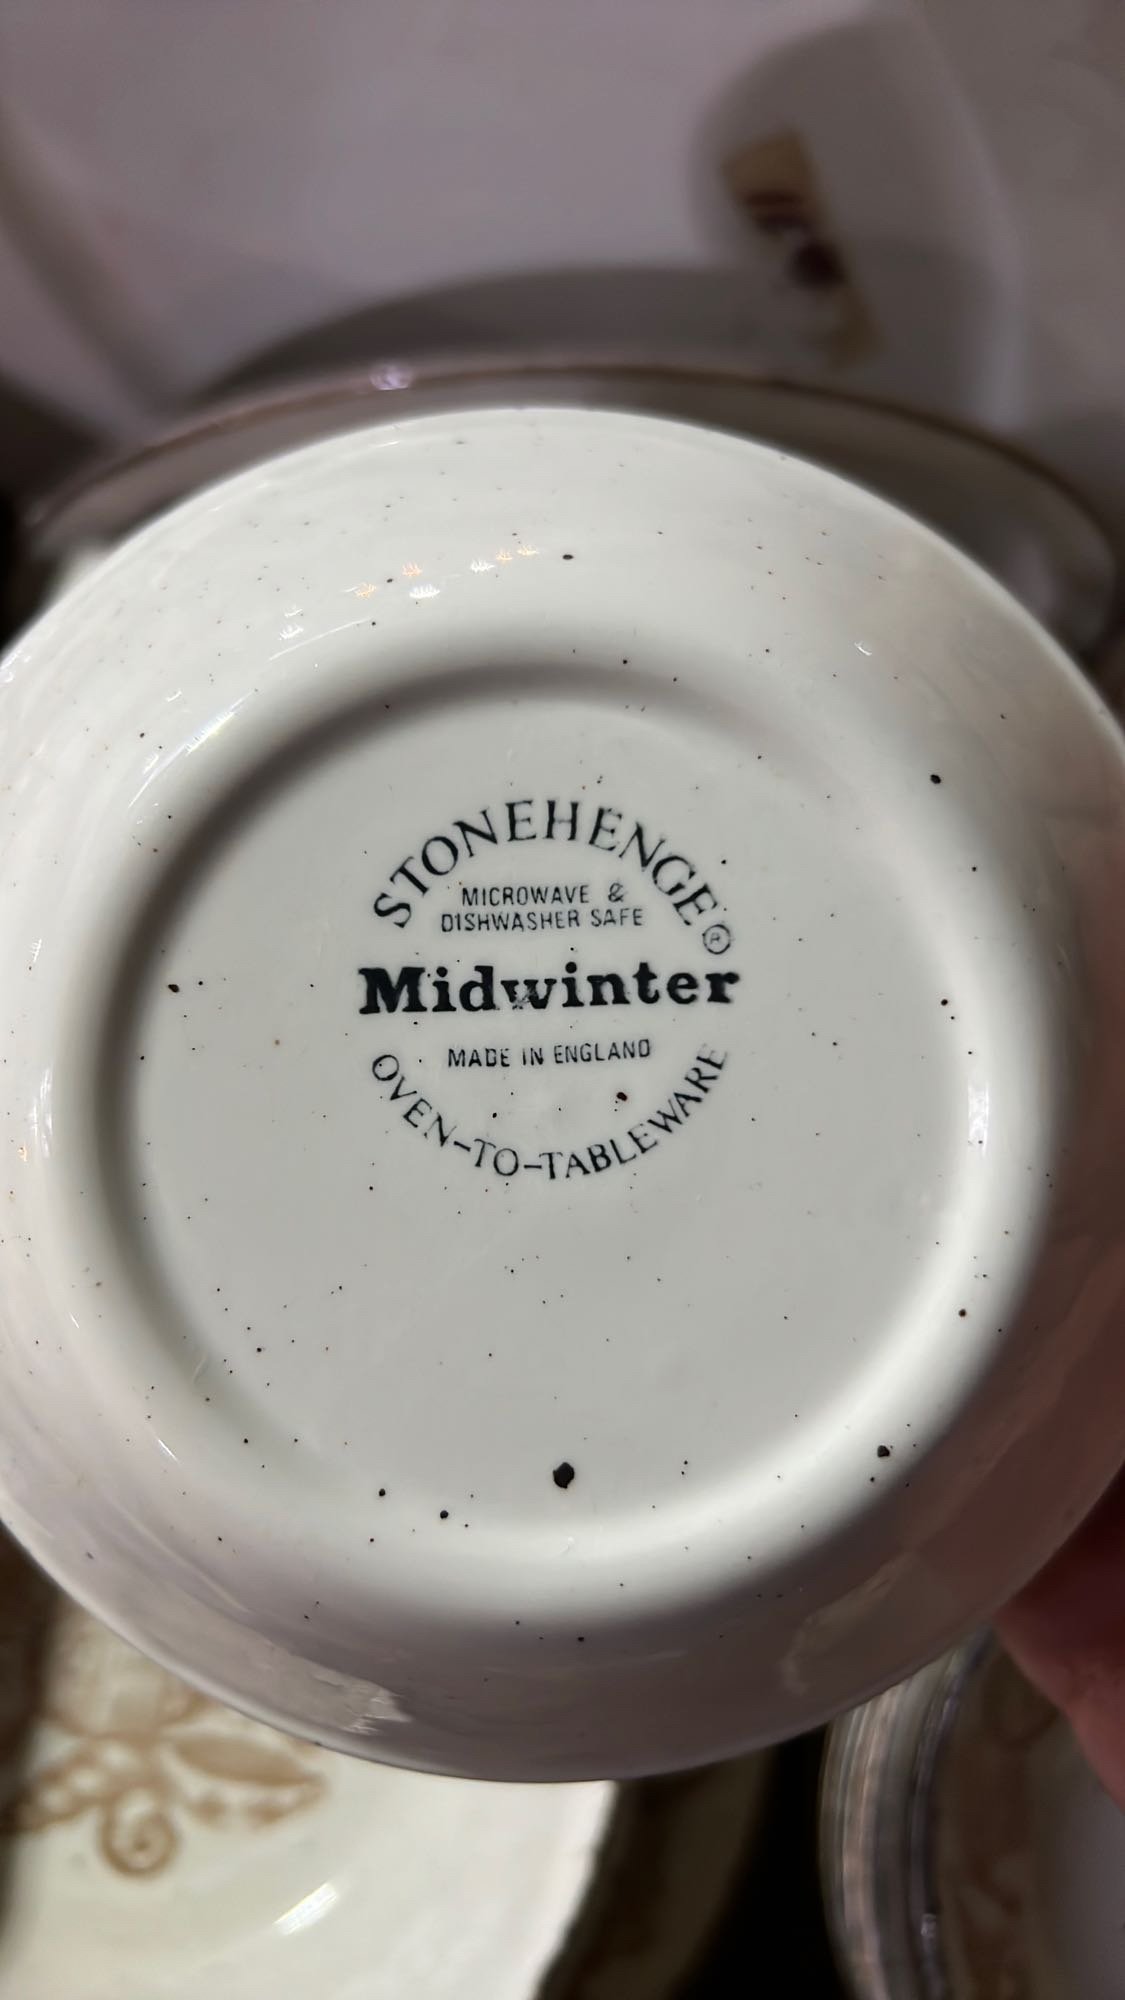 STONEHENGE®
MICROWAVE &
DISHWASHER SAFE
Midwinter
MADE IN ENGLAND
OVEN-TO-TABLEWARE